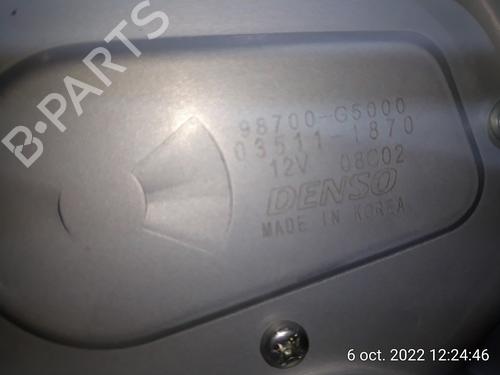 98700-G5000
03511-1870
12V 08C02
DENSO
MADE IN KOREA
B-PARTS
6 oct. 2022 12:24:46